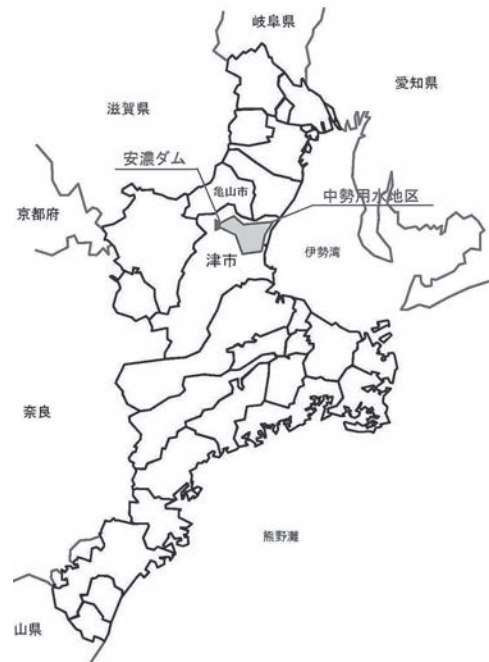 岐阜県
愛知県
滋賀県
安濃ダム
亀山市
中勢用水地区
京都府
津市
伊勢湾
奈良
熊野灘
山県